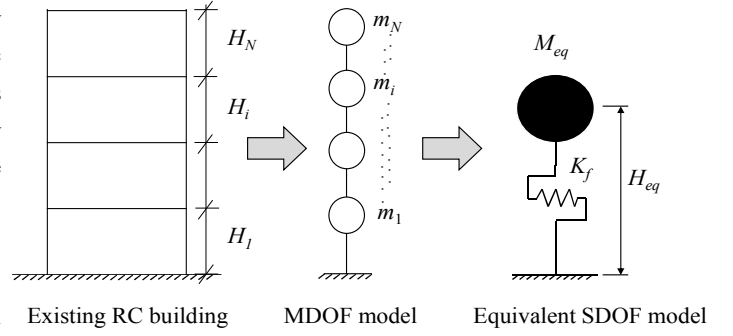 H_N
H_i
H_1
m_N
m_i
m_1
M_eq
K_f
H_eq
Existing RC building
MDOF model
Equivalent SDOF model